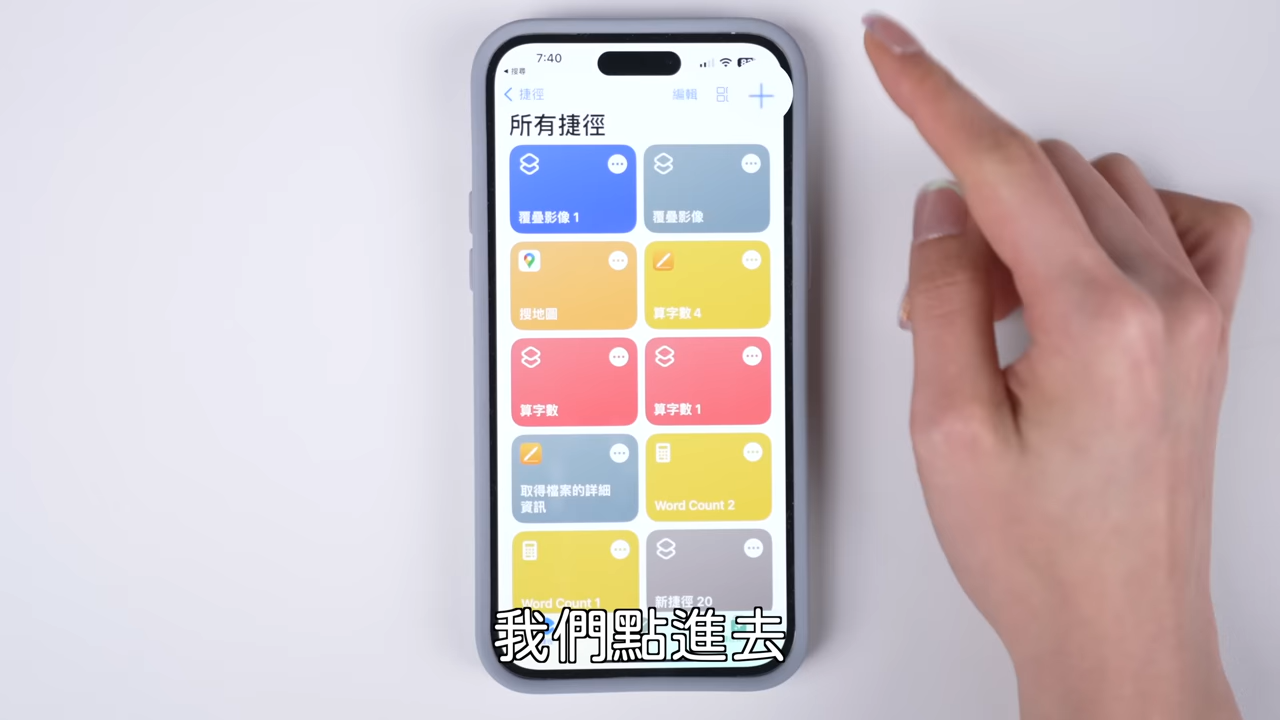 7:40
搜尋
捷徑
編輯
所有捷徑
覆疊影像 1
覆疊影像
搜地圖
算字數 4
算字數
算字數 1
取得檔案的詳細
資訊
Word Count 2
Word Count 1
新捷徑 20
我們點進去